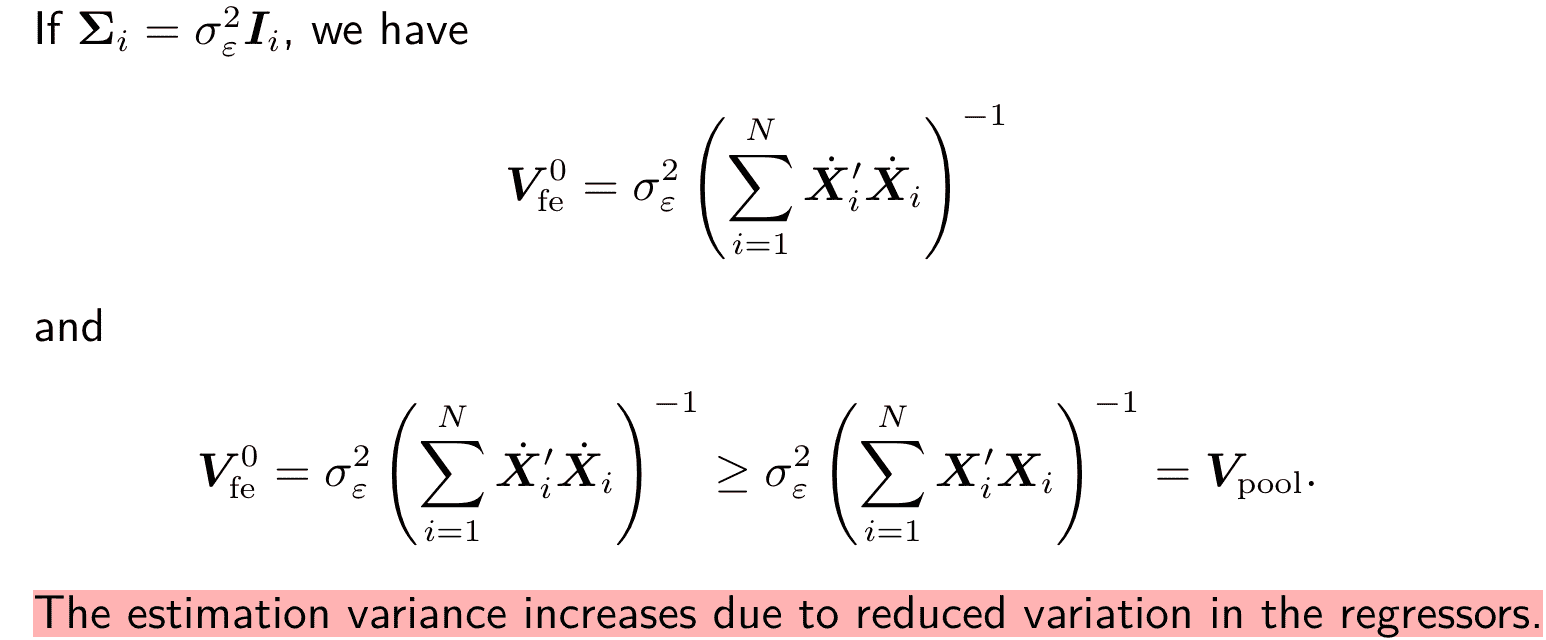 If $\boldsymbol{\Sigma}_i = \sigma_\varepsilon^2 \boldsymbol{I}_i$, we have
$$\boldsymbol{V}_{\text{fe}}^0 = \sigma_\varepsilon^2 \left( \sum_{i=1}^{N} \dot{\boldsymbol{X}}_i' \dot{\boldsymbol{X}}_i \right)^{-1}$$
and
$$\boldsymbol{V}_{\text{fe}}^0 = \sigma_\varepsilon^2 \left( \sum_{i=1}^{N} \dot{\boldsymbol{X}}_i' \dot{\boldsymbol{X}}_i \right)^{-1} \geq \sigma_\varepsilon^2 \left( \sum_{i=1}^{N} \boldsymbol{X}_i' \boldsymbol{X}_i \right)^{-1} = \boldsymbol{V}_{\text{pool}}.$$
The estimation variance increases due to reduced variation in the regressors.